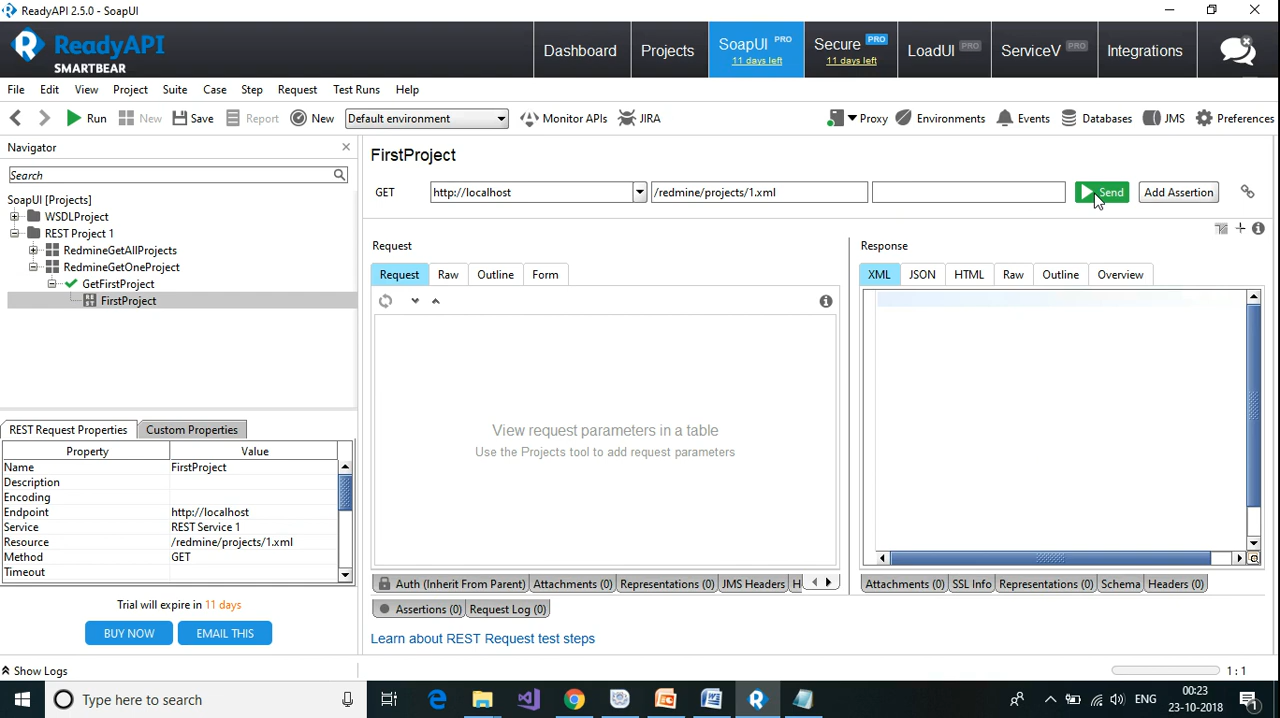 ReadyAPI 2.5.0 - SoapUI
ReadyAPI
SMARTBEAR
Dashboard
Projects
SoapUI PRO
11 days left
Secure PRO
11 days left
LoadUI PRO
ServiceV PRO
Integrations
File Edit View Project Suite Case Step Request Test Runs Help
Run New Save Report New Default environment Monitor APIs JIRA Proxy Environments Events Databases JMS Preferences
Navigator
Search
SoapUI [Projects]
WSDLProject
REST Project 1
RedmineGetAllProjects
RedmineGetOneProject
GetFirstProject
FirstProject
REST Request Properties Custom Properties
Property Value
Name FirstProject
Description
Encoding
Endpoint http://localhost
Service REST Service 1
Resource /redmine/projects/1.xml
Method GET
Timeout
Trial will expire in 11 days
BUY NOW EMAIL THIS
Show Logs
FirstProject
GET http://localhost /redmine/projects/1.xml Send Add Assertion
Request
Request Raw Outline Form
View request parameters in a table
Use the Projects tool to add request parameters
Auth (Inherit From Parent) Attachments (0) Representations (0) JMS Headers H
Response
XML JSON HTML Raw Outline Overview
Attachments (0) SSL Info Representations (0) Schema Headers (0)
Assertions (0) Request Log (0)
Learn about REST Request test steps
1 : 1
Type here to search
ENG
00:23
23-10-2018
1